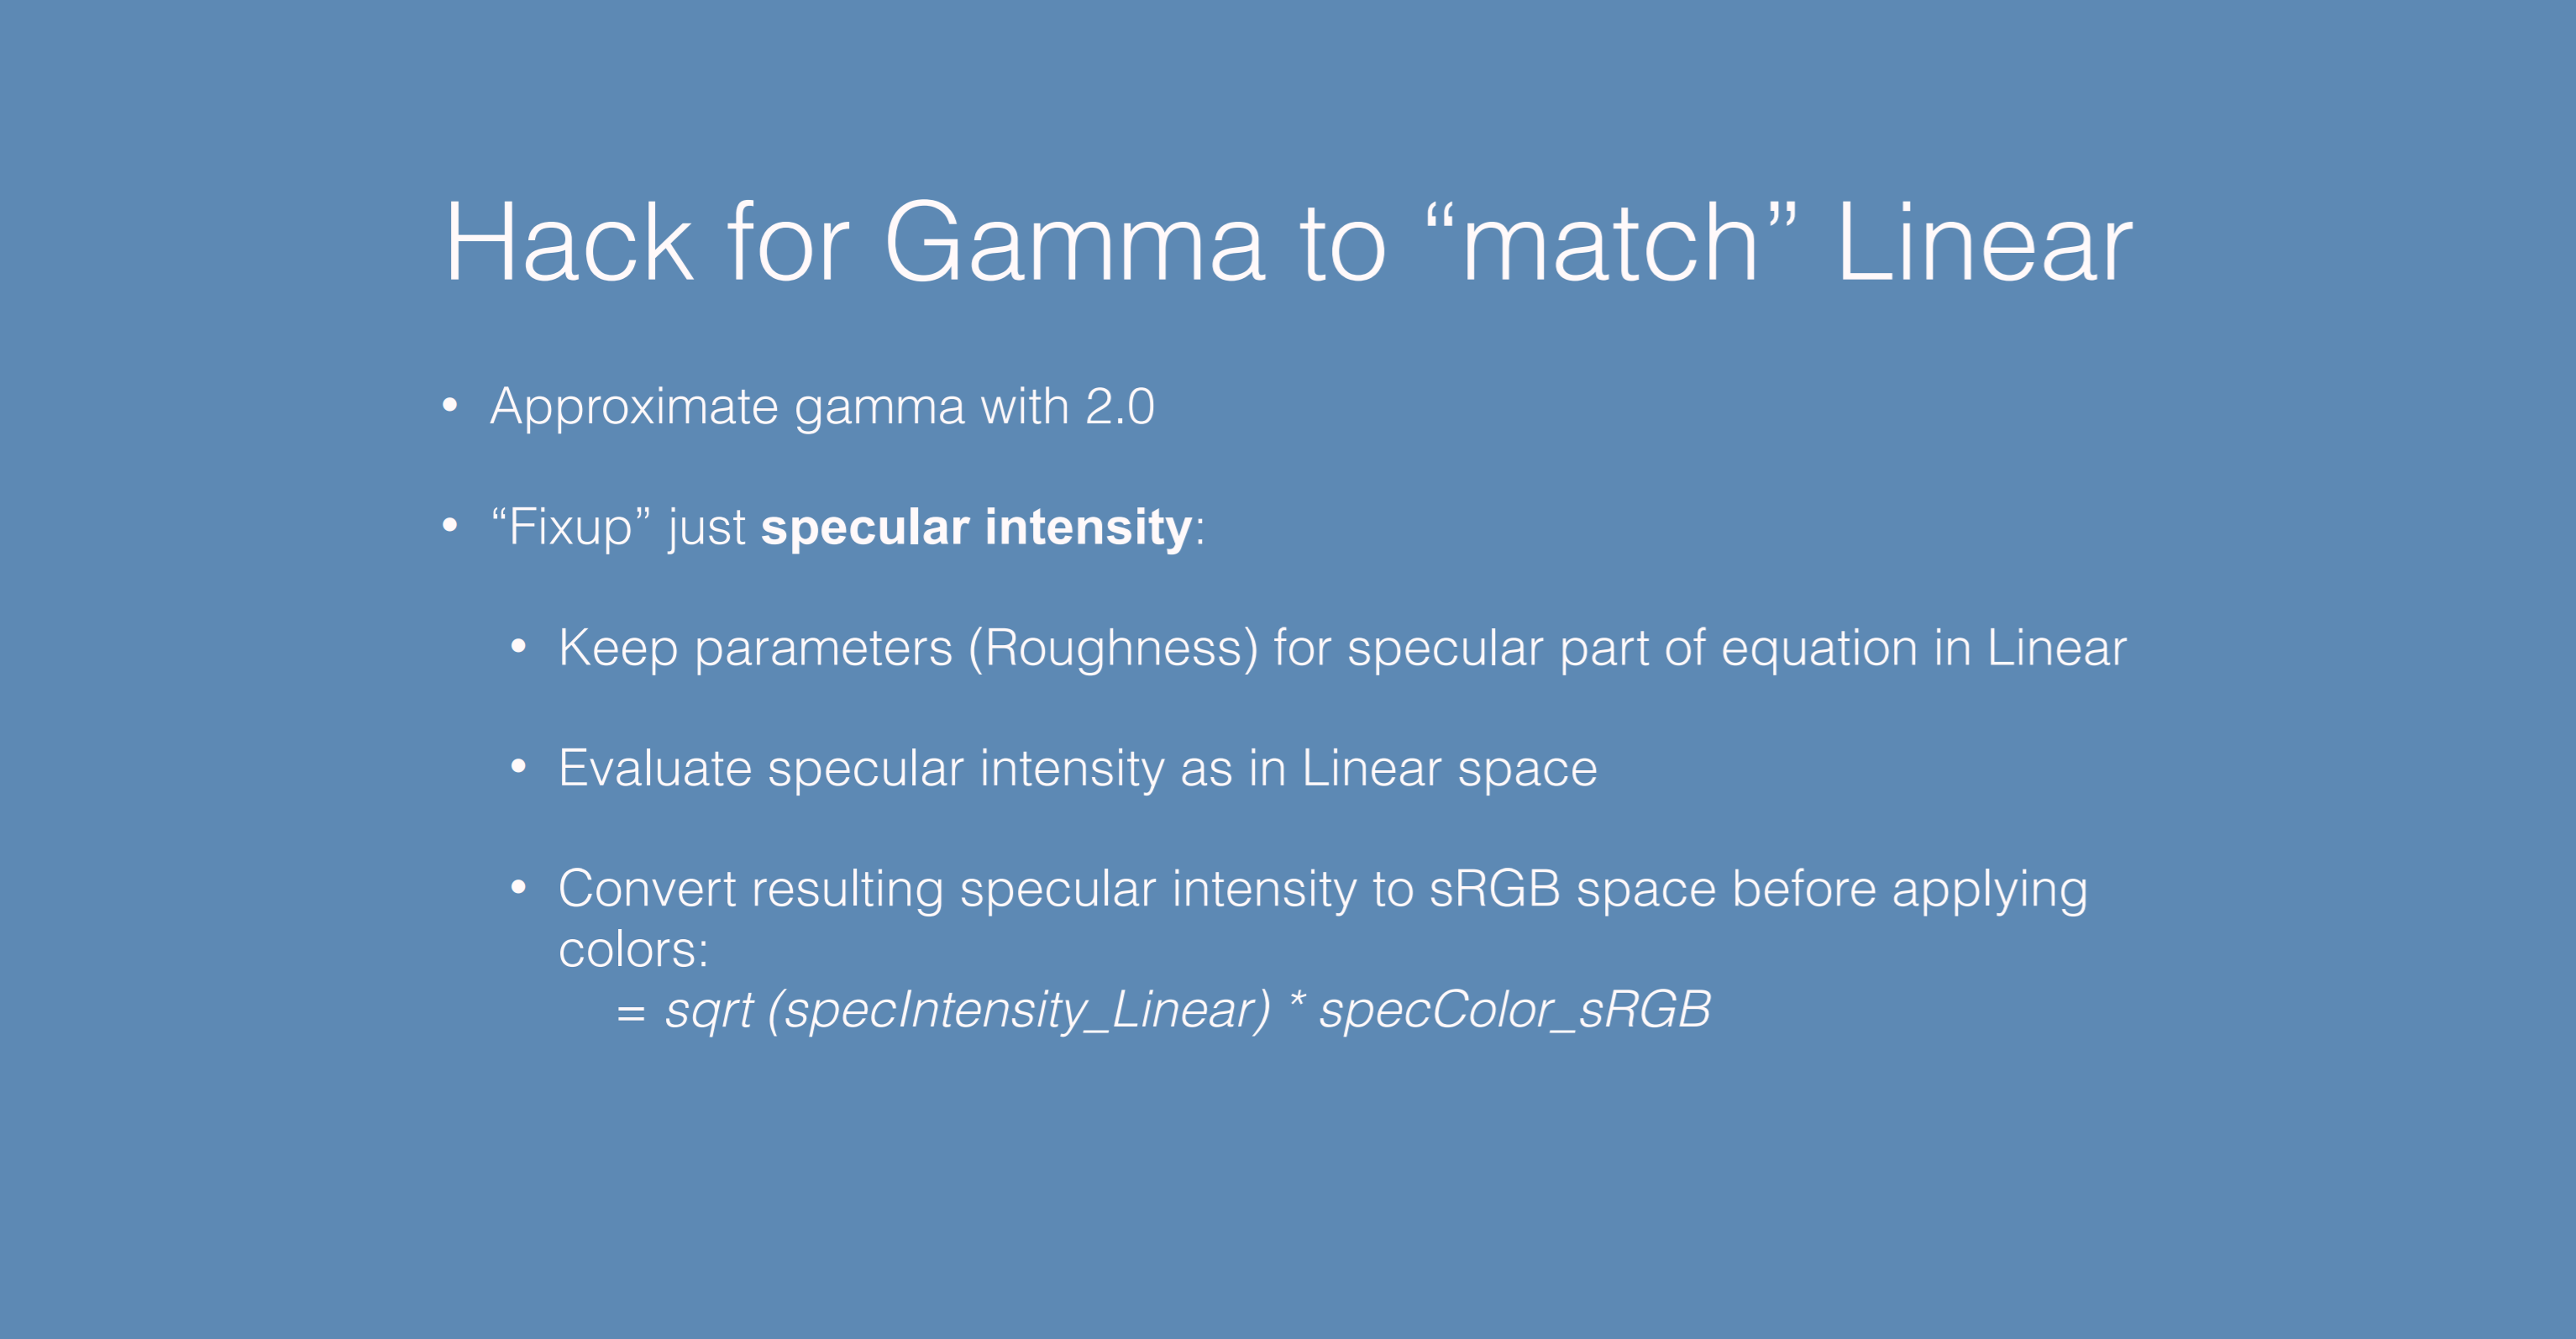 Hack for Gamma to “match” Linear
• Approximate gamma with 2.0
• “Fixup” just specular intensity:
• Keep parameters (Roughness) for specular part of equation in Linear
• Evaluate specular intensity as in Linear space
• Convert resulting specular intensity to sRGB space before applying
colors:
= sqrt (specIntensity_Linear) * specColor_sRGB